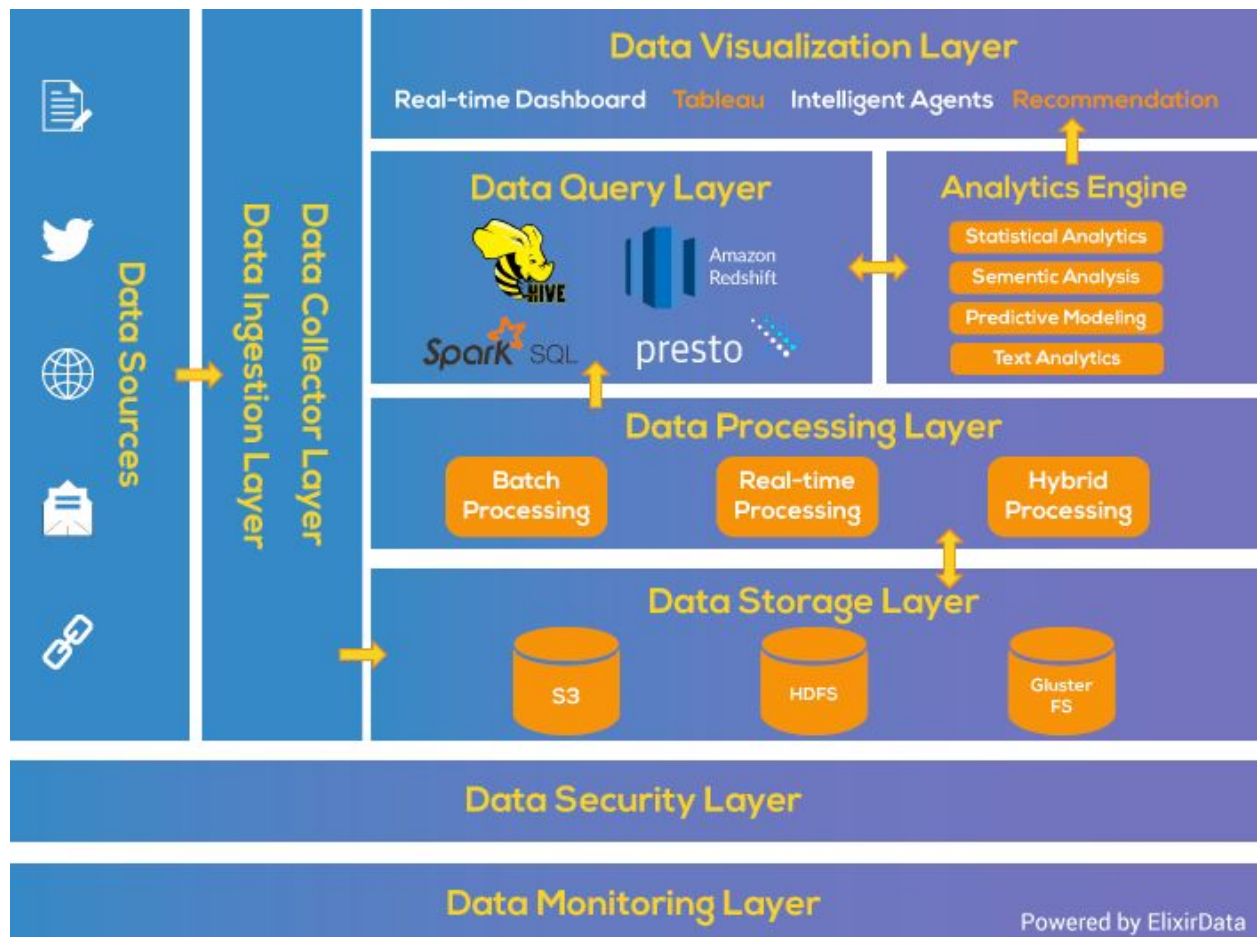 Data Sources
Data Ingestion Layer
Data Collector Layer
Data Visualization Layer
Real-time Dashboard Tableau Intelligent Agents Recommendation
Data Query Layer
HIVE
Amazon
Redshift
Spark SQL
presto
Analytics Engine
Statistical Analytics
Sementic Analysis
Predictive Modeling
Text Analytics
Data Processing Layer
Batch
Processing
Real-time
Processing
Hybrid
Processing
Data Storage Layer
S3
HDFS
Gluster
FS
Data Security Layer
Data Monitoring Layer
Powered by ElixirData